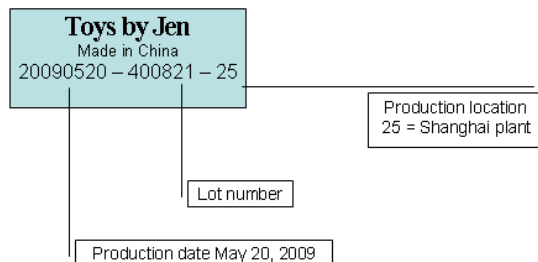 Toys by Jen
Made in China
20090520 – 400821 – 25
Production location
25 = Shanghai plant
Lot number
Production date May 20, 2009